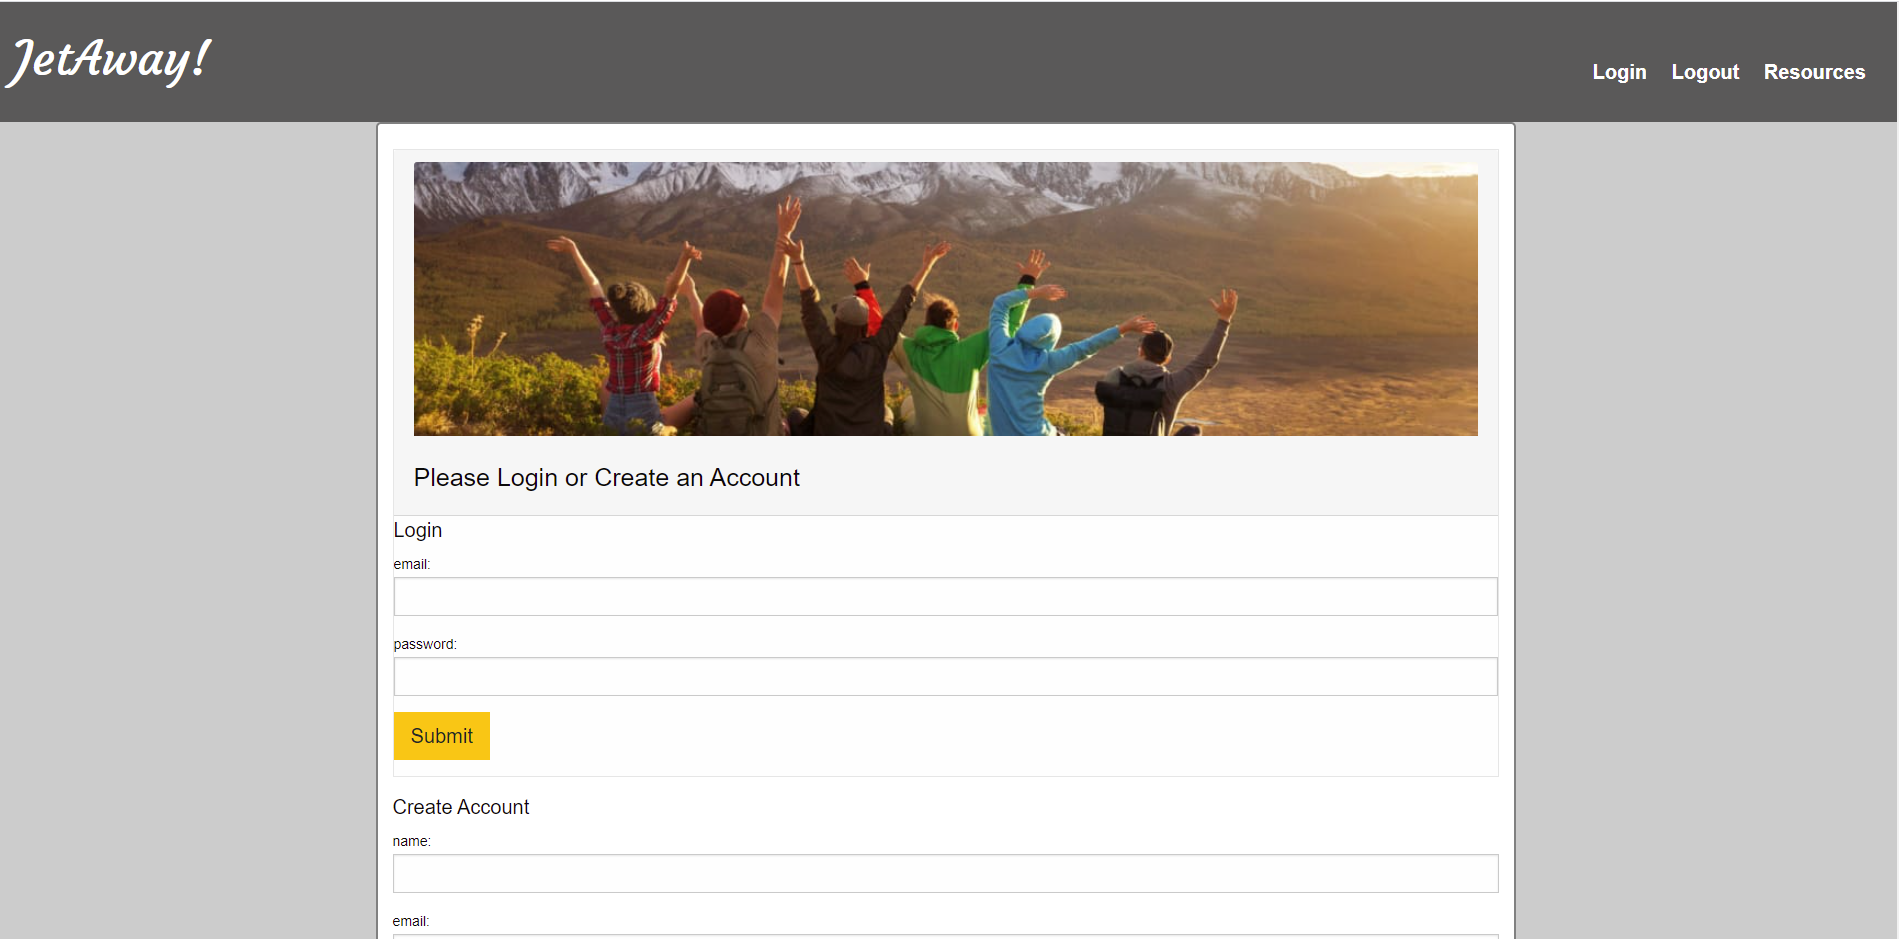 JetAway!
Login Logout Resources
Please Login or Create an Account
Login
email:
password:
Submit
Create Account
name:
email: